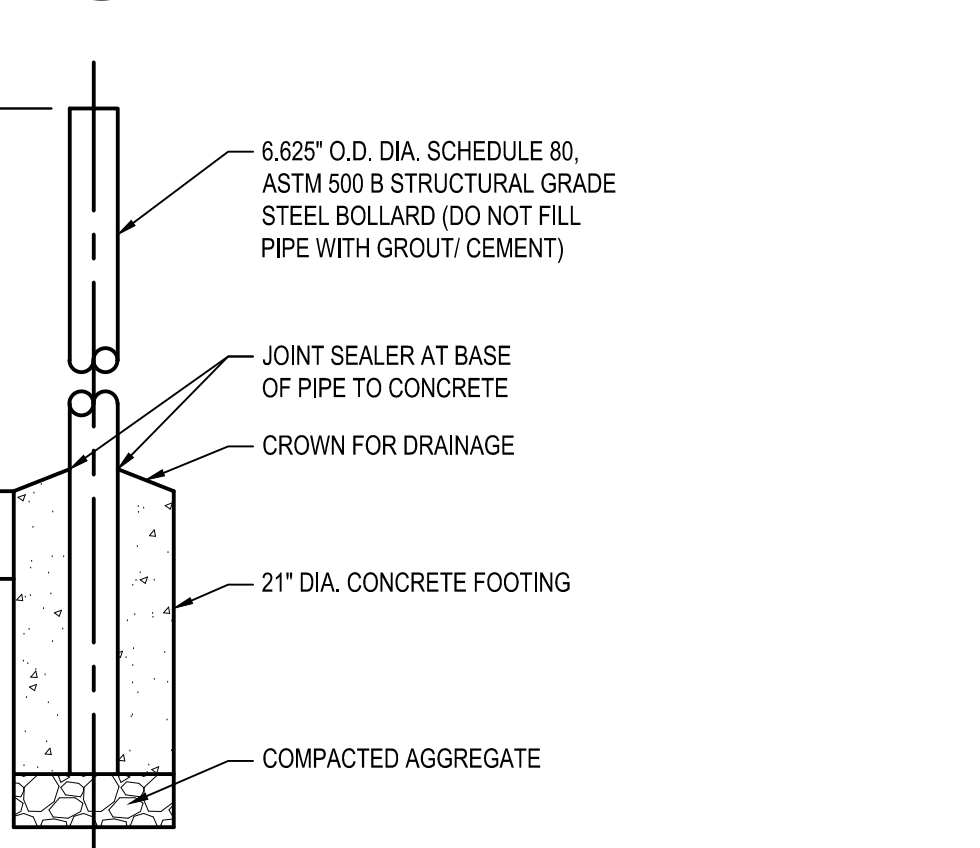 6.625" O.D. DIA. SCHEDULE 80,
ASTM 500 B STRUCTURAL GRADE
STEEL BOLLARD (DO NOT FILL
PIPE WITH GROUT/ CEMENT)
JOINT SEALER AT BASE
OF PIPE TO CONCRETE
CROWN FOR DRAINAGE
21" DIA. CONCRETE FOOTING
COMPACTED AGGREGATE